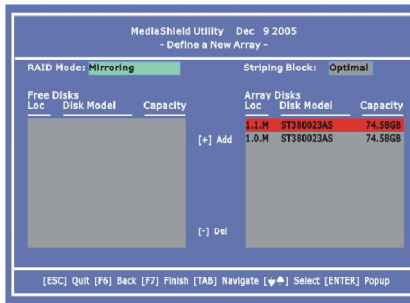 MediaShield Utility Dec 9 2005
- Define a New Array -
RAID Mode: Mirroring Striping Block: Optimal
Free Disks Array Disks
Loc Disk Model Capacity Loc Disk Model Capacity
1.1.M ST380023AS 74.58GB
[+] Add 1.0.M ST380023AS 74.58GB
[-] Del
[ESC] Quit [F6] Back [F7] Finish [TAB] Navigate [↓↑] Select [ENTER] Popup